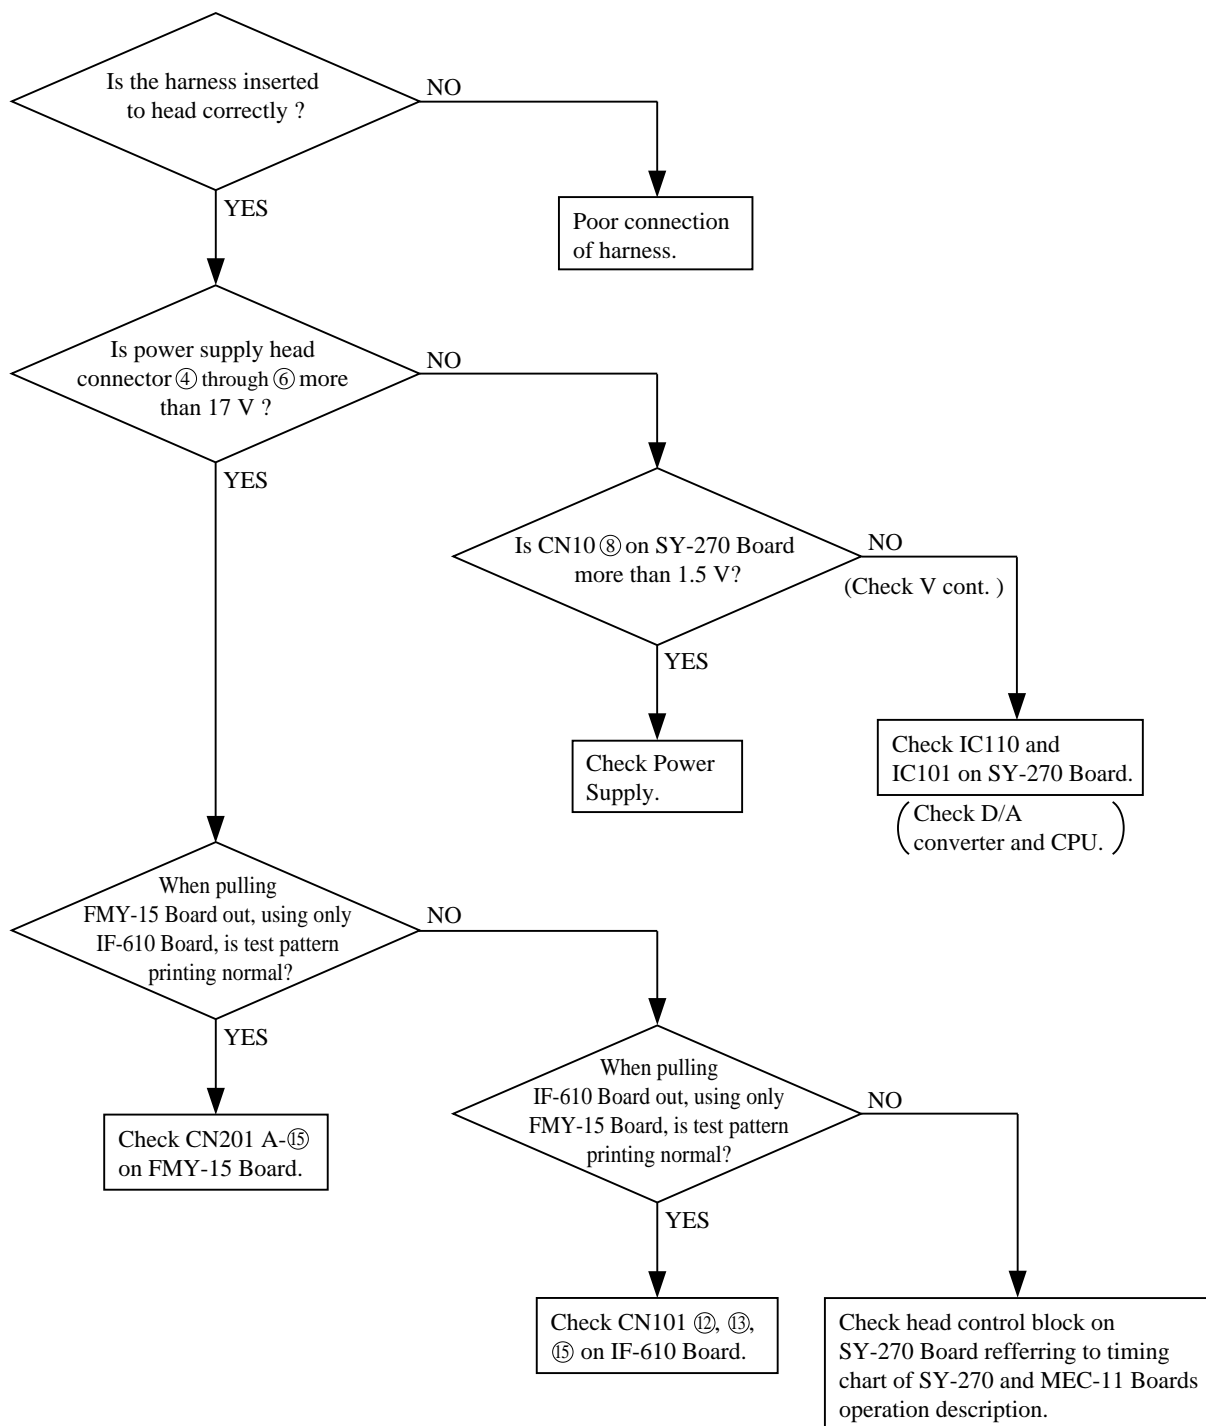 Is the harness inserted
to head correctly ?
NO
YES
Poor connection
of harness.
Is power supply head
connector ④ through ⑥ more
than 17 V ?
NO
YES
Is CN10 ⑧ on SY-270 Board
more than 1.5 V?
NO
(Check V cont. )
YES
Check Power
Supply.
Check IC110 and
IC101 on SY-270 Board.
(Check D/A
converter and CPU.)
When pulling
FMY-15 Board out, using only
IF-610 Board, is test pattern
printing normal?
NO
YES
Check CN201 A-⑮
on FMY-15 Board.
When pulling
IF-610 Board out, using only
FMY-15 Board, is test pattern
printing normal?
NO
YES
Check CN101 ⑫, ⑬,
⑮ on IF-610 Board.
Check head control block on
SY-270 Board refferring to timing
chart of SY-270 and MEC-11 Boards
operation description.